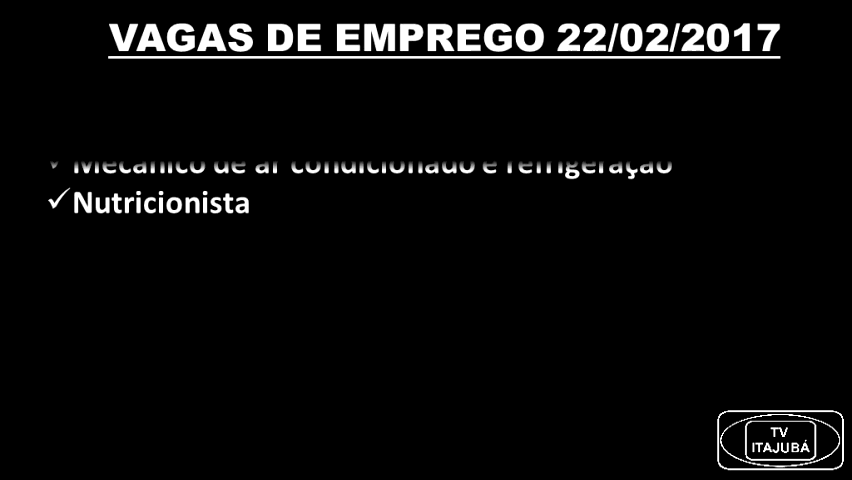 VAGAS DE EMPREGO 22/02/2017
✓ Mecânico de ar condicionado e refrigeração
✓ Nutricionista
TV
ITAJUBÁ